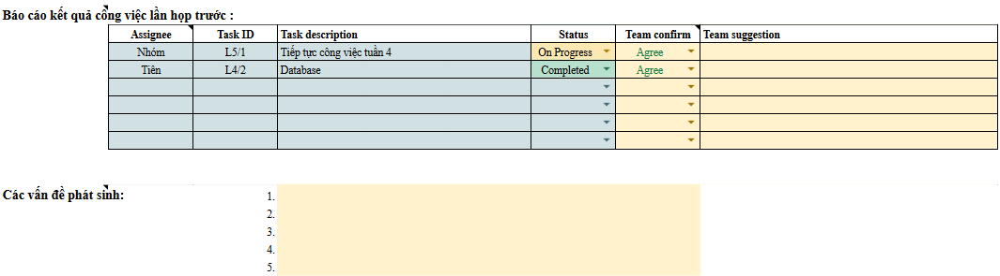 Báo cáo kết quả công việc lần họp trước :
Assignee Task ID Task description Status Team confirm Team suggestion
Nhóm L5/1 Tiếp tục công việc tuần 4 On Progress Agree
Tiên L4/2 Database Completed Agree
Các vấn đề phát sinh:
1.
2.
3.
4.
5.